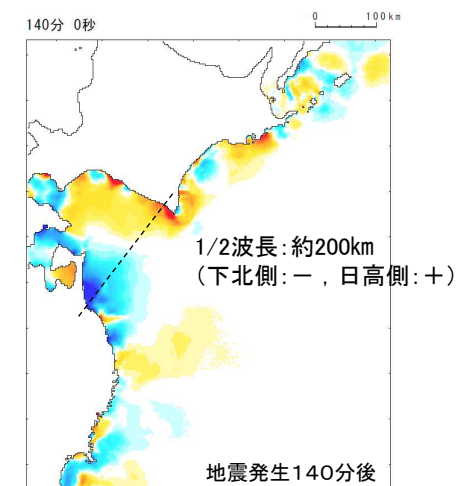 140分 0秒
0 100km
1/2波長:約200km
(下北側:－，日高側:＋)
地震発生140分後